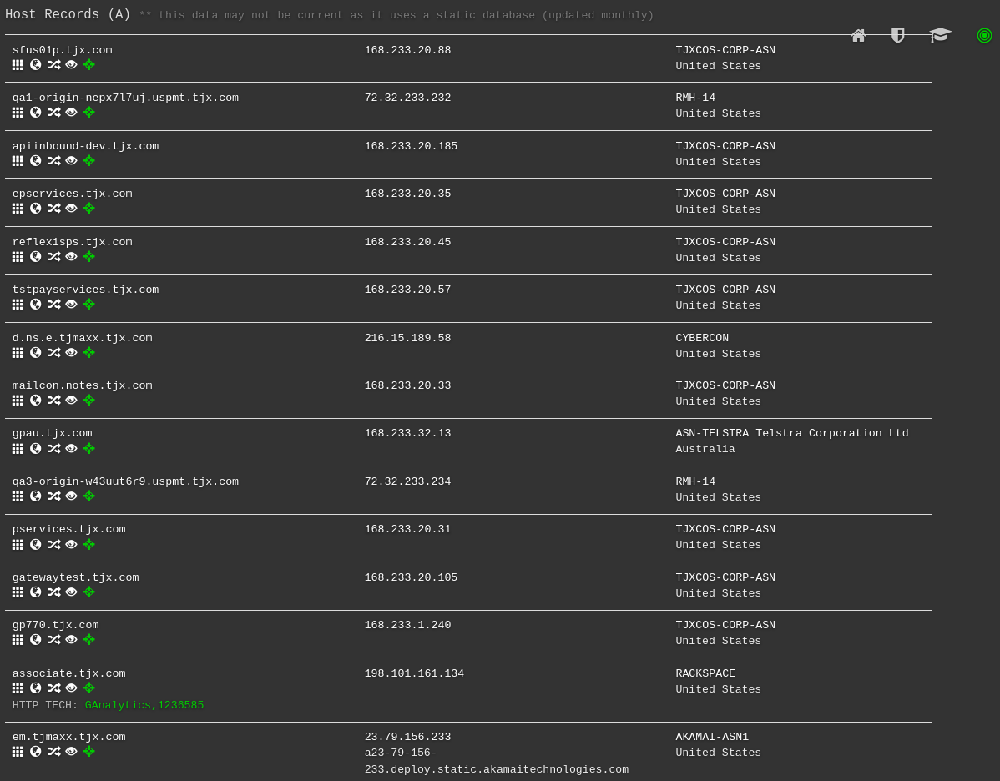 Host Records (A) ** this data may not be current as it uses a static database (updated monthly)
sfus01p.tjx.com 168.233.20.88 TJXCOS-CORP-ASN
United States
qa1-origin-nepx7l7uj.uspmt.tjx.com 72.32.233.232 RMH-14
United States
apiinbound-dev.tjx.com 168.233.20.185 TJXCOS-CORP-ASN
United States
epservices.tjx.com 168.233.20.35 TJXCOS-CORP-ASN
United States
reflexisps.tjx.com 168.233.20.45 TJXCOS-CORP-ASN
United States
tstpayservices.tjx.com 168.233.20.57 TJXCOS-CORP-ASN
United States
d.ns.e.tjmaxx.tjx.com 216.15.189.58 CYBERCON
United States
mailcon.notes.tjx.com 168.233.20.33 TJXCOS-CORP-ASN
United States
gpau.tjx.com 168.233.32.13 ASN-TELSTRA Telstra Corporation Ltd
Australia
qa3-origin-w43uut6r9.uspmt.tjx.com 72.32.233.234 RMH-14
United States
pservices.tjx.com 168.233.20.31 TJXCOS-CORP-ASN
United States
gatewaytest.tjx.com 168.233.20.105 TJXCOS-CORP-ASN
United States
gp770.tjx.com 168.233.1.240 TJXCOS-CORP-ASN
United States
associate.tjx.com 198.101.161.134 RACKSPACE
United States
HTTP TECH: GAnalytics,1236585
em.tjmaxx.tjx.com 23.79.156.233 AKAMAI-ASN1
a23-79-156- United States
233.deploy.static.akamaitechnologies.com